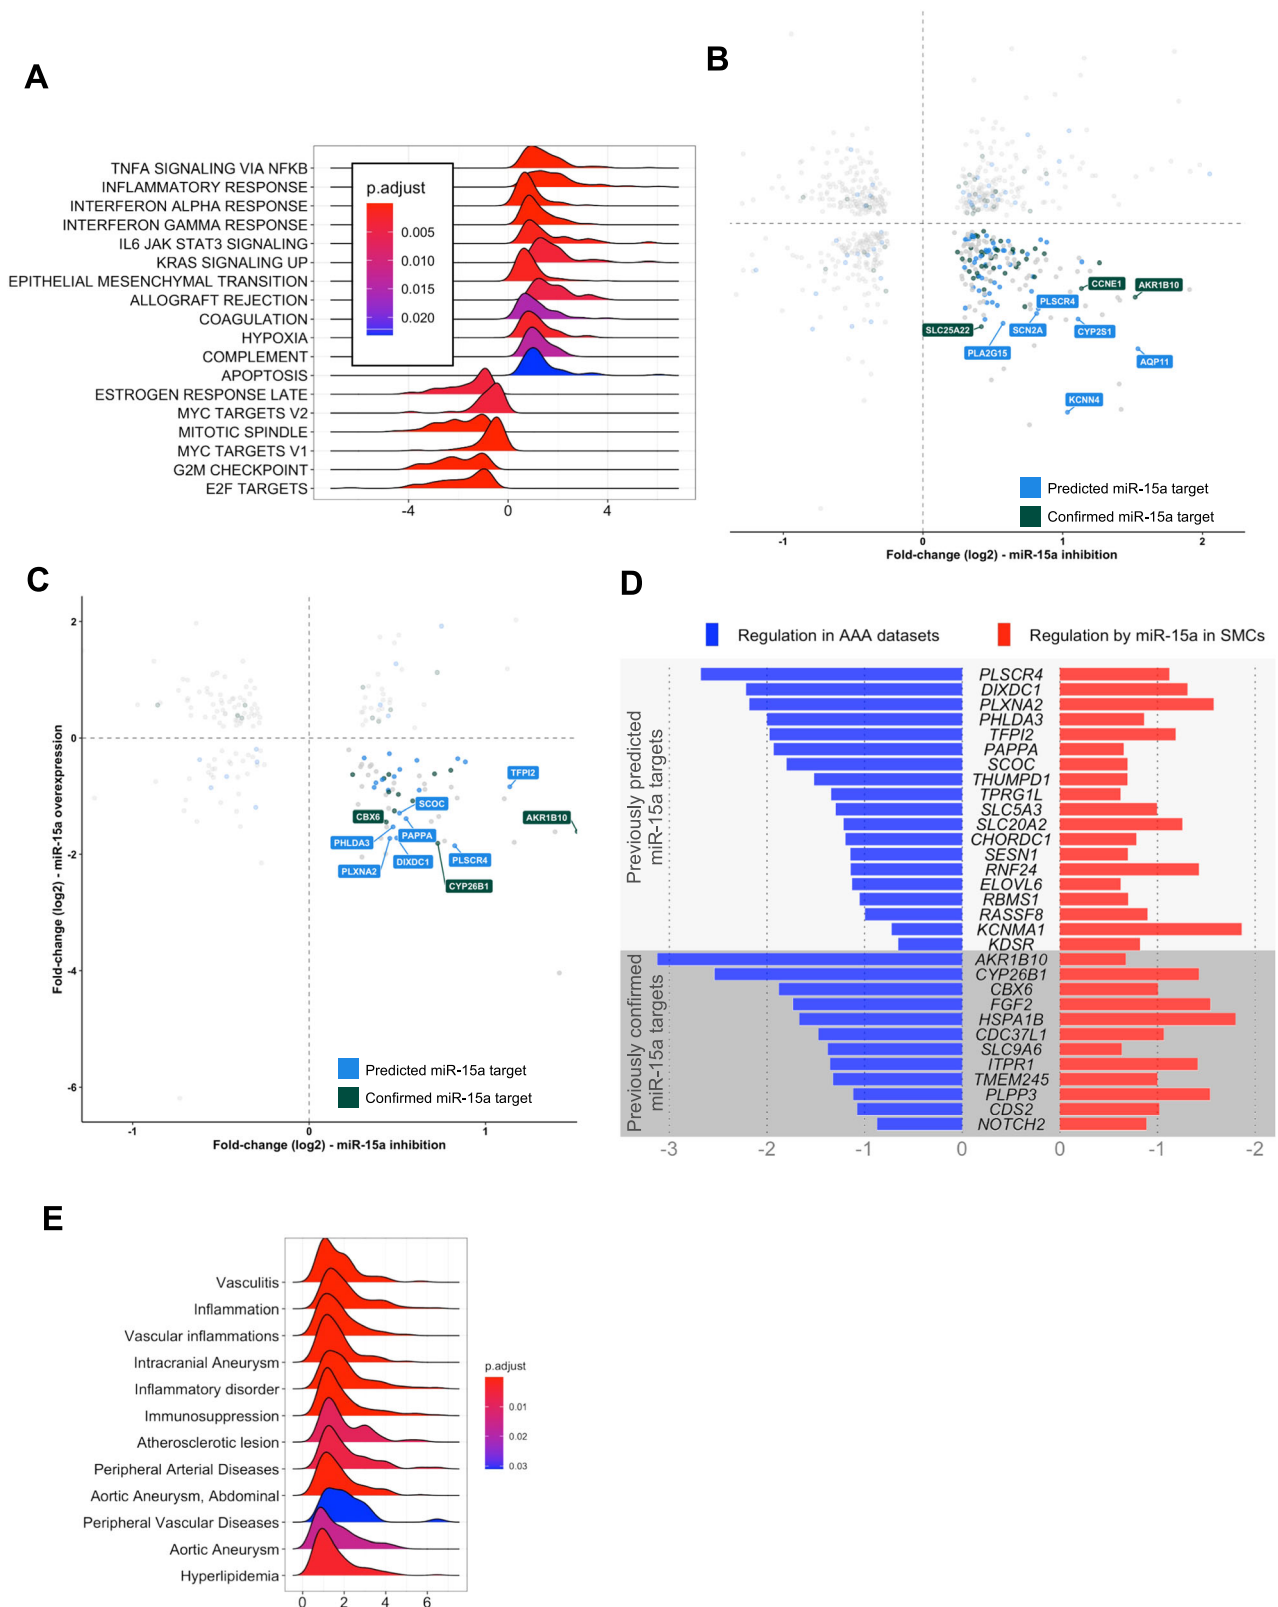 A
TNFA SIGNALING VIA NFKB
INFLAMMATORY RESPONSE
INTERFERON ALPHA RESPONSE
INTERFERON GAMMA RESPONSE
IL6 JAK STAT3 SIGNALING
KRAS SIGNALING UP
EPITHELIAL MESENCHYMAL TRANSITION
ALLOGRAFT REJECTION
COAGULATION
HYPOXIA
COMPLEMENT
APOPTOSIS
ESTROGEN RESPONSE LATE
MYC TARGETS V2
MITOTIC SPINDLE
MYC TARGETS V1
G2M CHECKPOINT
E2F TARGETS
p.adjust
0.005
0.010
0.015
0.020
-4 0 4
B
CCNE1
AKR1B10
PLSCR4
SLC25A22
SCN2A
CYP2S1
PLA2G15
AQP11
KCNN4
Predicted miR-15a target
Confirmed miR-15a target
-1 0 1 2
Fold-change (log2) - miR-15a inhibition
C
Fold-change (log2) - miR-15a overexpression
2
0
-2
-4
-6
TFPI2
SCOC
CBX6
AKR1B10
PHLDA3
PAPPA
PLXNA2
DIXDC1
PLSCR4
CYP26B1
Predicted miR-15a target
Confirmed miR-15a target
-1 0 1
Fold-change (log2) - miR-15a inhibition
D
Regulation in AAA datasets
Regulation by miR-15a in SMCs
Previously predicted
miR-15a targets
PLSCR4
DIXDC1
PLXNA2
PHLDA3
TFPI2
PAPPA
SCOC
THUMPD1
TPRG1L
SLC5A3
SLC20A2
CHORDC1
SESN1
RNF24
ELOVL6
RBMS1
RASSF8
KCNMA1
KDSR
Previously confirmed
miR-15a targets
AKR1B10
CYP26B1
CBX6
FGF2
HSPA1B
CDC37L1
SLC9A6
ITPR1
TMEM245
PLPP3
CDS2
NOTCH2
-3 -2 -1 0 0 -1 -2
E
Vasculitis
Inflammation
Vascular inflammations
Intracranial Aneurysm
Inflammatory disorder
Immunosuppression
Atherosclerotic lesion
Peripheral Arterial Diseases
Aortic Aneurysm, Abdominal
Peripheral Vascular Diseases
Aortic Aneurysm
Hyperlipidemia
0 2 4 6
p.adjust
0.01
0.02
0.03